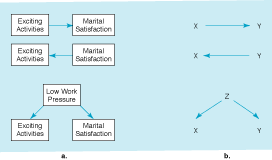 Exciting Activities
Marital Satisfaction
X
Y
Exciting Activities
Marital Satisfaction
X
Y
Low Work Pressure
Z
Exciting Activities
Marital Satisfaction
X
Y
a.
b.